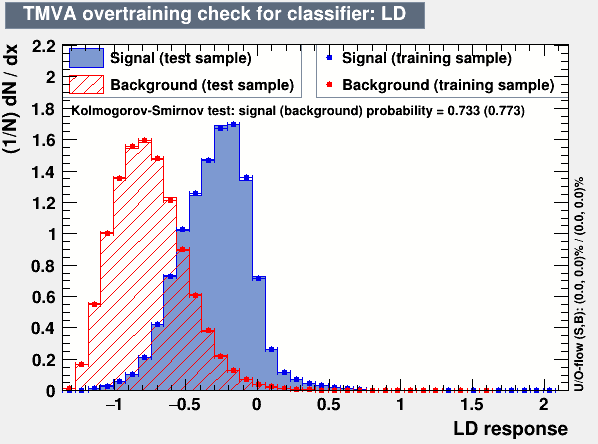 TMVA overtraining check for classifier: LD
Signal (test sample)
Background (test sample)
Signal (training sample)
Background (training sample)
Kolmogorov-Smirnov test: signal (background) probability = 0.733 (0.773)
(1/N) dN / dx
2.2
2
1.8
1.6
1.4
1.2
1
0.8
0.6
0.4
0.2
0
−1
−0.5
0
0.5
1
1.5
2
LD response
U/O-flow (S,B): (0.0, 0.0)% / (0.0, 0.0)%